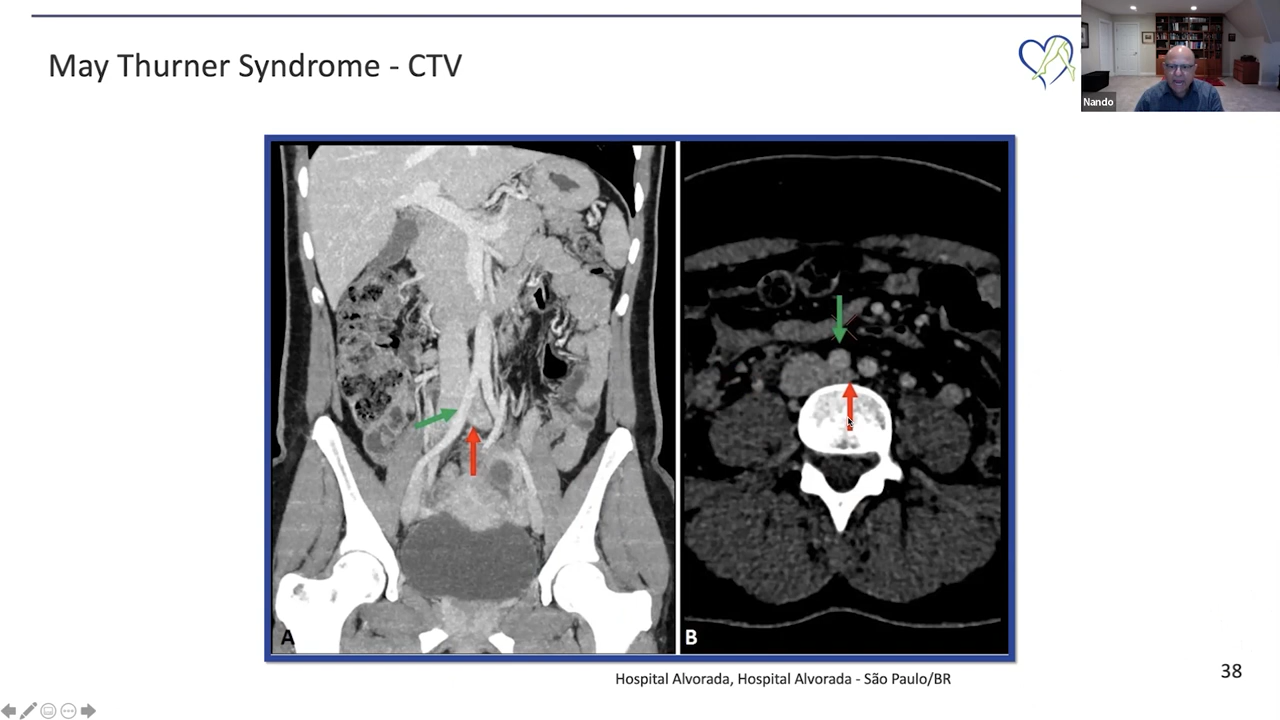 May Thurner Syndrome - CTV
Nando
A
B
Hospital Alvorada, Hospital Alvorada - São Paulo/BR
38